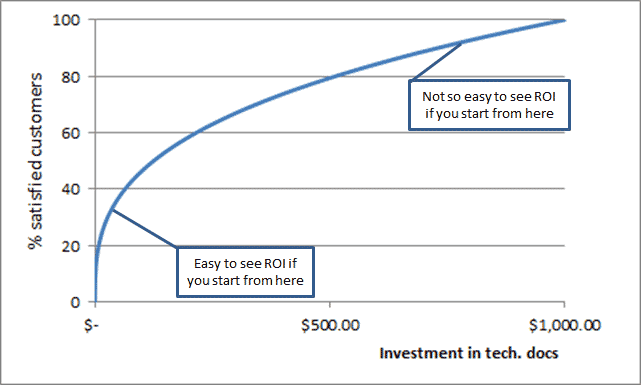 100
80
60
40
20
0
% satisfied customers
Not so easy to see ROI
if you start from here
Easy to see ROI if
you start from here
$-
$500.00
$1,000.00
Investment in tech. docs